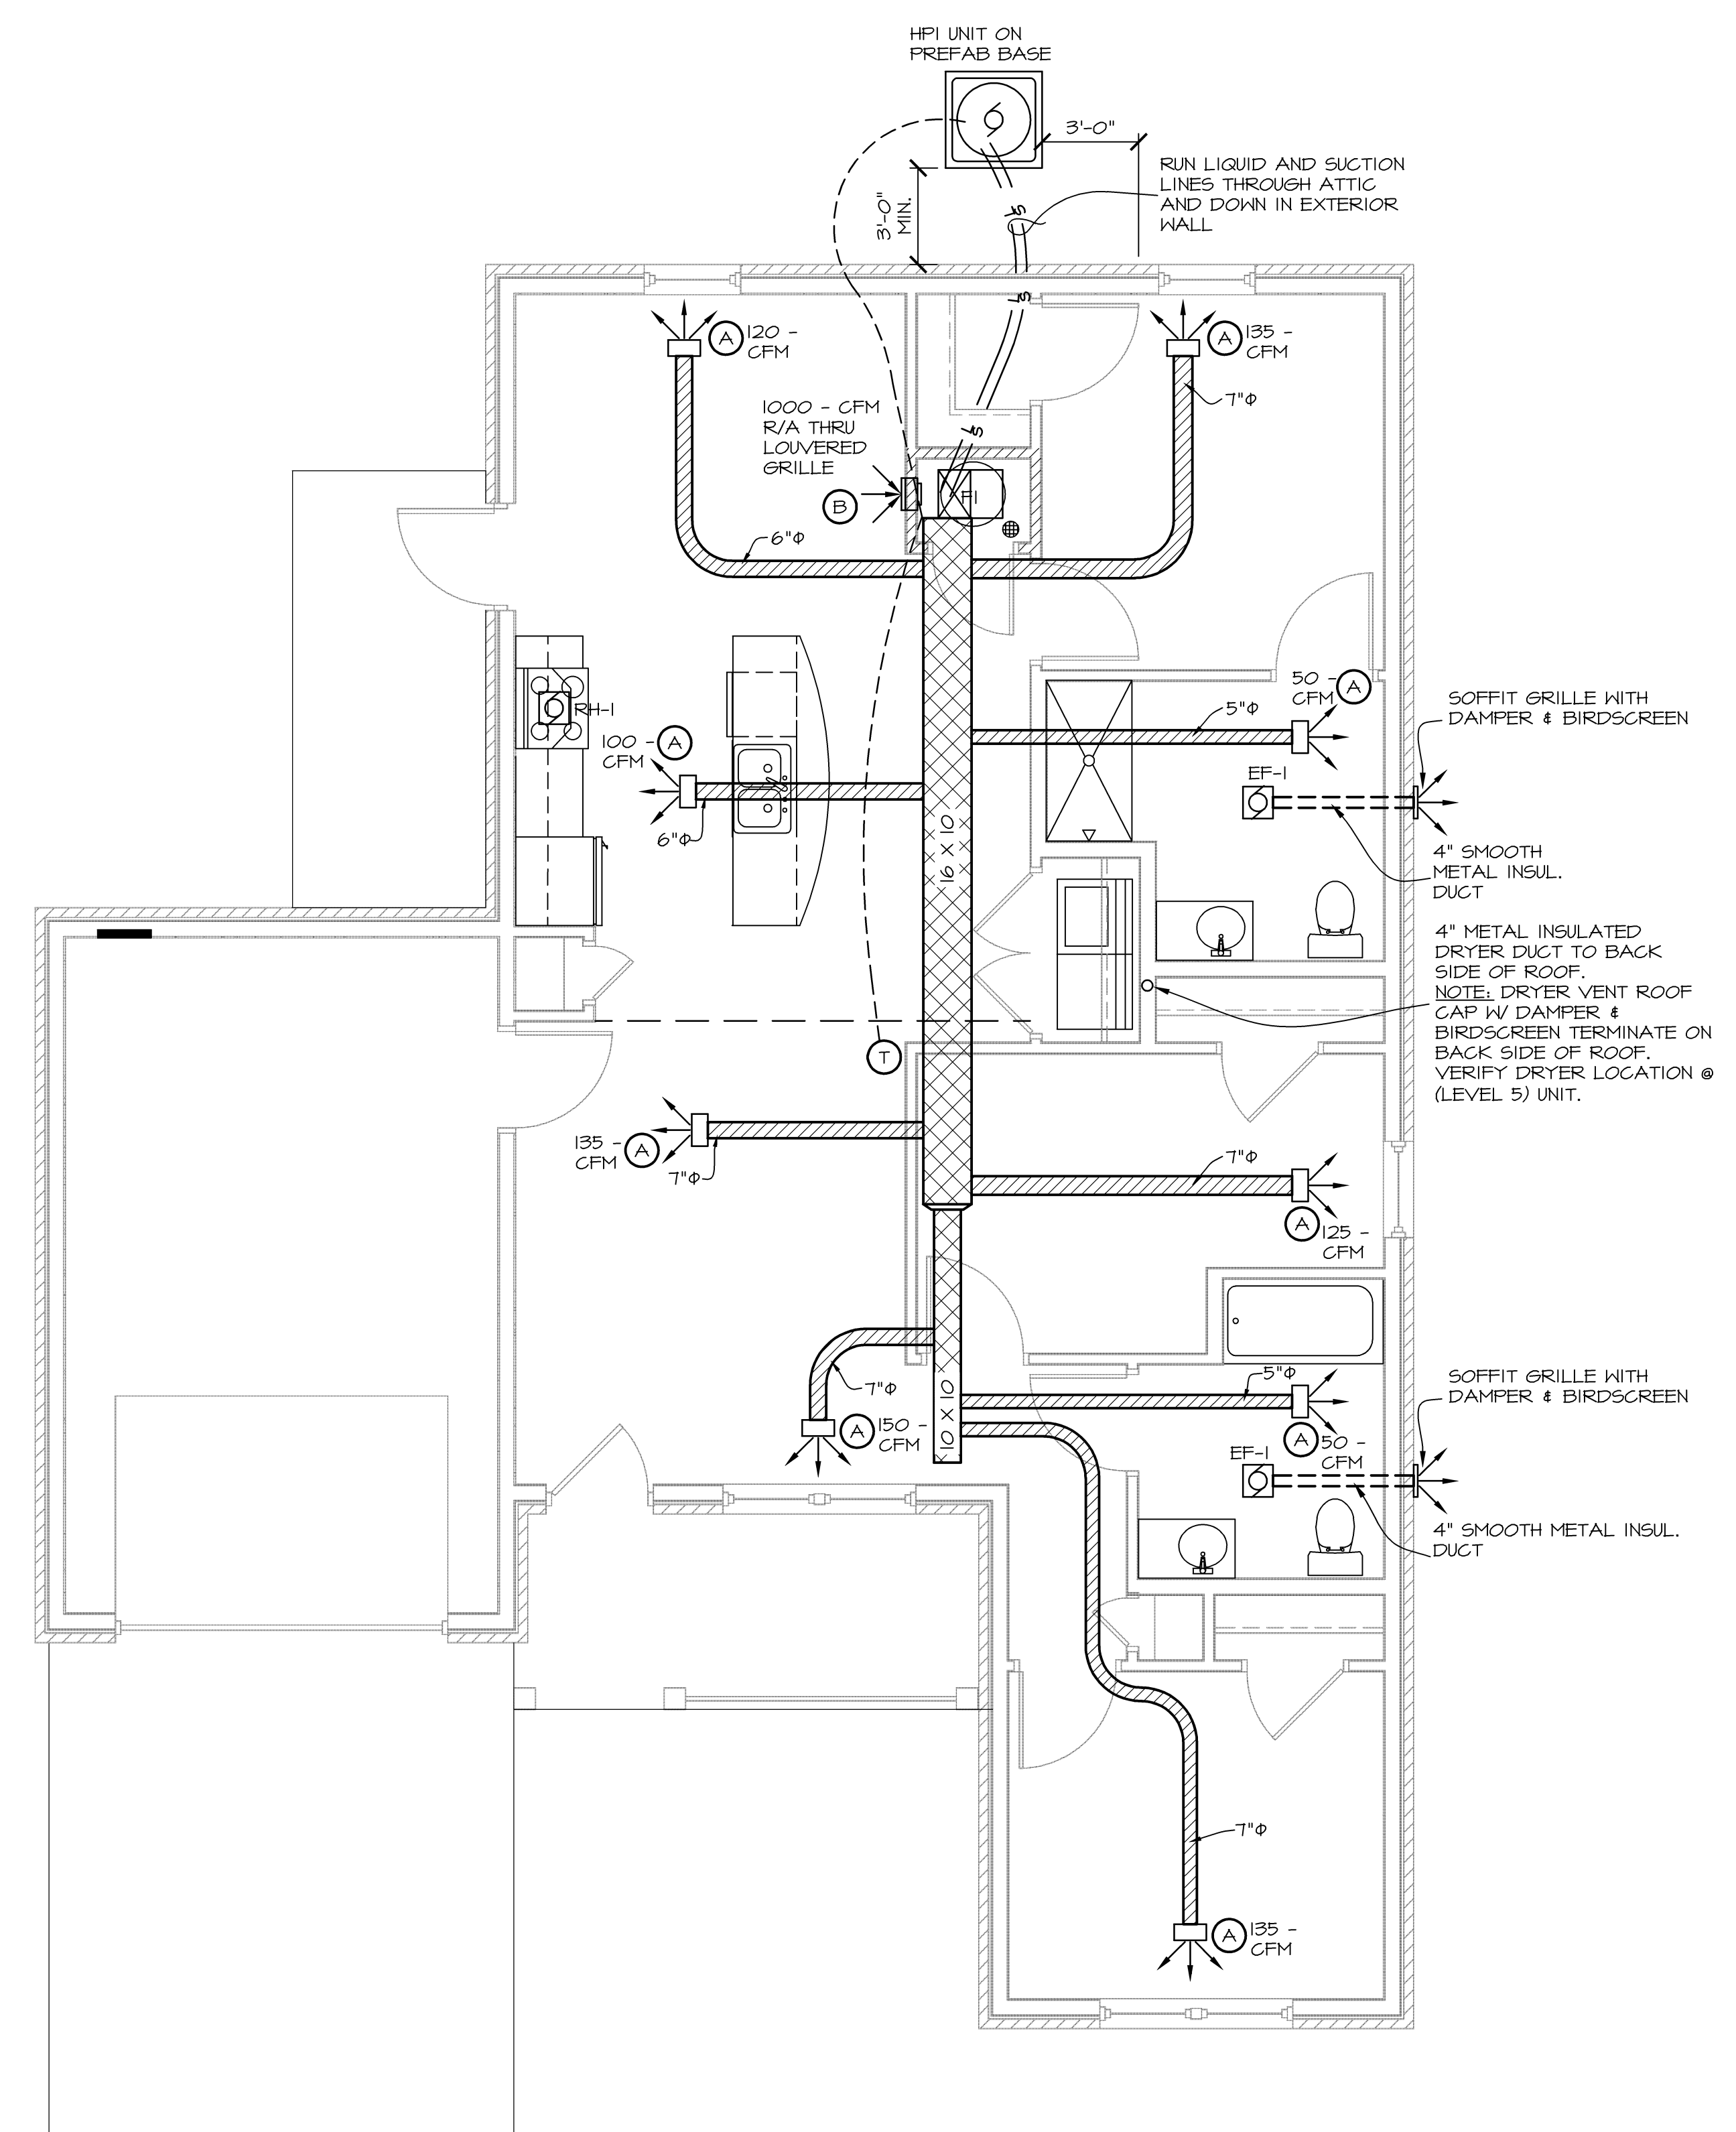 HP1 UNIT ON
PREFAB BASE
3'-0"
3'-0"
MIN.
RUN LIQUID AND SUCTION
LINES THROUGH ATTIC
AND DOWN IN EXTERIOR
WALL
L S
L S
A 120 -
CFM
A 135 -
CFM
7"Φ
1000 - CFM
R/A THRU
LOUVERED
GRILLE
L S
B
F1
6"Φ
50 -
CFM A
5"Φ
SOFFIT GRILLE WITH
DAMPER & BIRDSCREEN
RH-1
100 - A
CFM
EF-1
6"Φ
16 X 10
4" SMOOTH
METAL INSUL.
DUCT
4" METAL INSULATED
DRYER DUCT TO BACK
SIDE OF ROOF.
NOTE: DRYER VENT ROOF
CAP W/ DAMPER &
BIRDSCREEN TERMINATE ON
BACK SIDE OF ROOF.
VERIFY DRYER LOCATION @
(LEVEL 5) UNIT.
T
135 -
CFM A
7"Φ
7"Φ
A 125 -
CFM
7"Φ
5"Φ
SOFFIT GRILLE WITH
DAMPER & BIRDSCREEN
10 X 10
A 150 -
CFM
A 50 -
CFM
EF-1
4" SMOOTH METAL INSUL.
DUCT
7"Φ
A 135 -
CFM